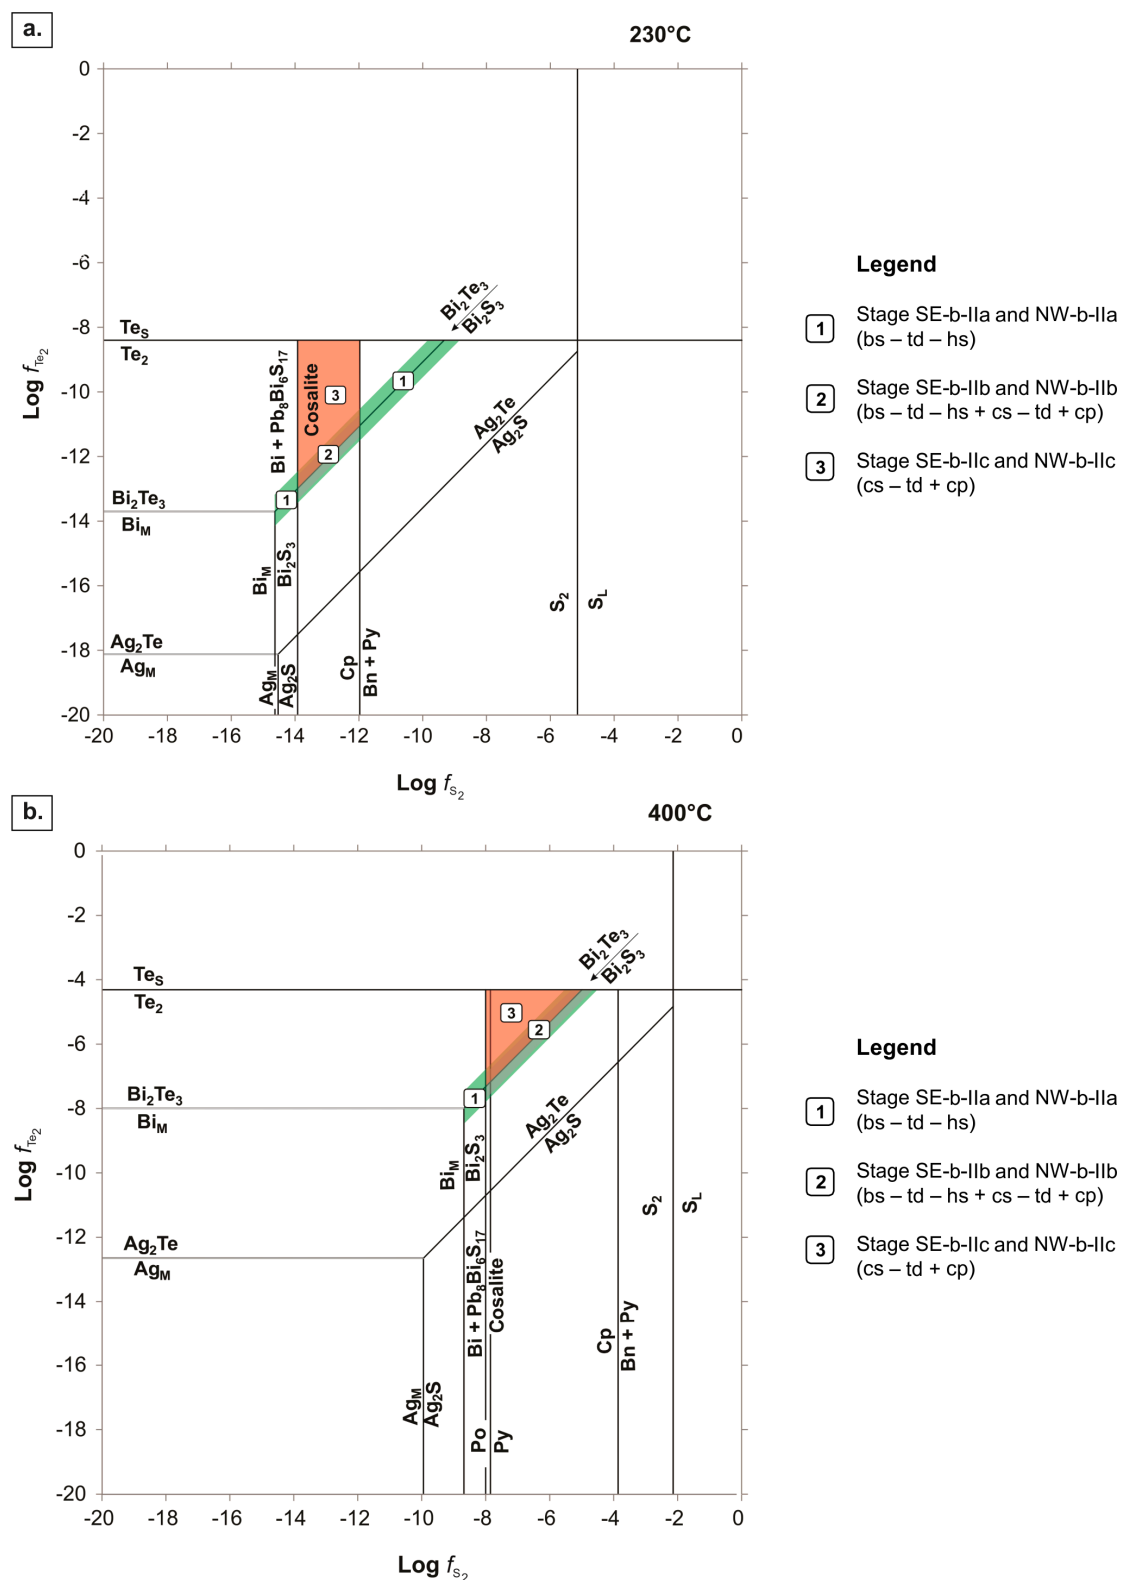 a.
230°C
0
-2
-4
-6
-8
-10
-12
-14
-16
-18
-20
Log fTe2
TeS
Te2
Bi2Te3
BiM
Ag2Te
AgM
Bi + Pb8Bi6S17
Cosalite
Bi2Te3
Bi2S3
Ag2Te
Ag2S
BiM
Bi2S3
AgM
Ag2S
Cp
Bn + Py
S2
SL
3
1
2
1
-20 -18 -16 -14 -12 -10 -8 -6 -4 -2 0
Log fS2
Legend
1 Stage SE-b-IIa and NW-b-IIa
(bs – td – hs)
2 Stage SE-b-IIb and NW-b-IIb
(bs – td – hs + cs – td + cp)
3 Stage SE-b-IIc and NW-b-IIc
(cs – td + cp)
b.
400°C
0
-2
-4
-6
-8
-10
-12
-14
-16
-18
-20
Log fTe2
TeS
Te2
Bi2Te3
BiM
Ag2Te
AgM
Bi2Te3
Bi2S3
3
2
1
Ag2Te
Ag2S
BiM
Bi2S3
Bi + Pb8Bi6S17
Cosalite
AgM
Ag2S
Po
Py
Cp
Bn + Py
S2
SL
-20 -18 -16 -14 -12 -10 -8 -6 -4 -2 0
Log fS2
Legend
1 Stage SE-b-IIa and NW-b-IIa
(bs – td – hs)
2 Stage SE-b-IIb and NW-b-IIb
(bs – td – hs + cs – td + cp)
3 Stage SE-b-IIc and NW-b-IIc
(cs – td + cp)